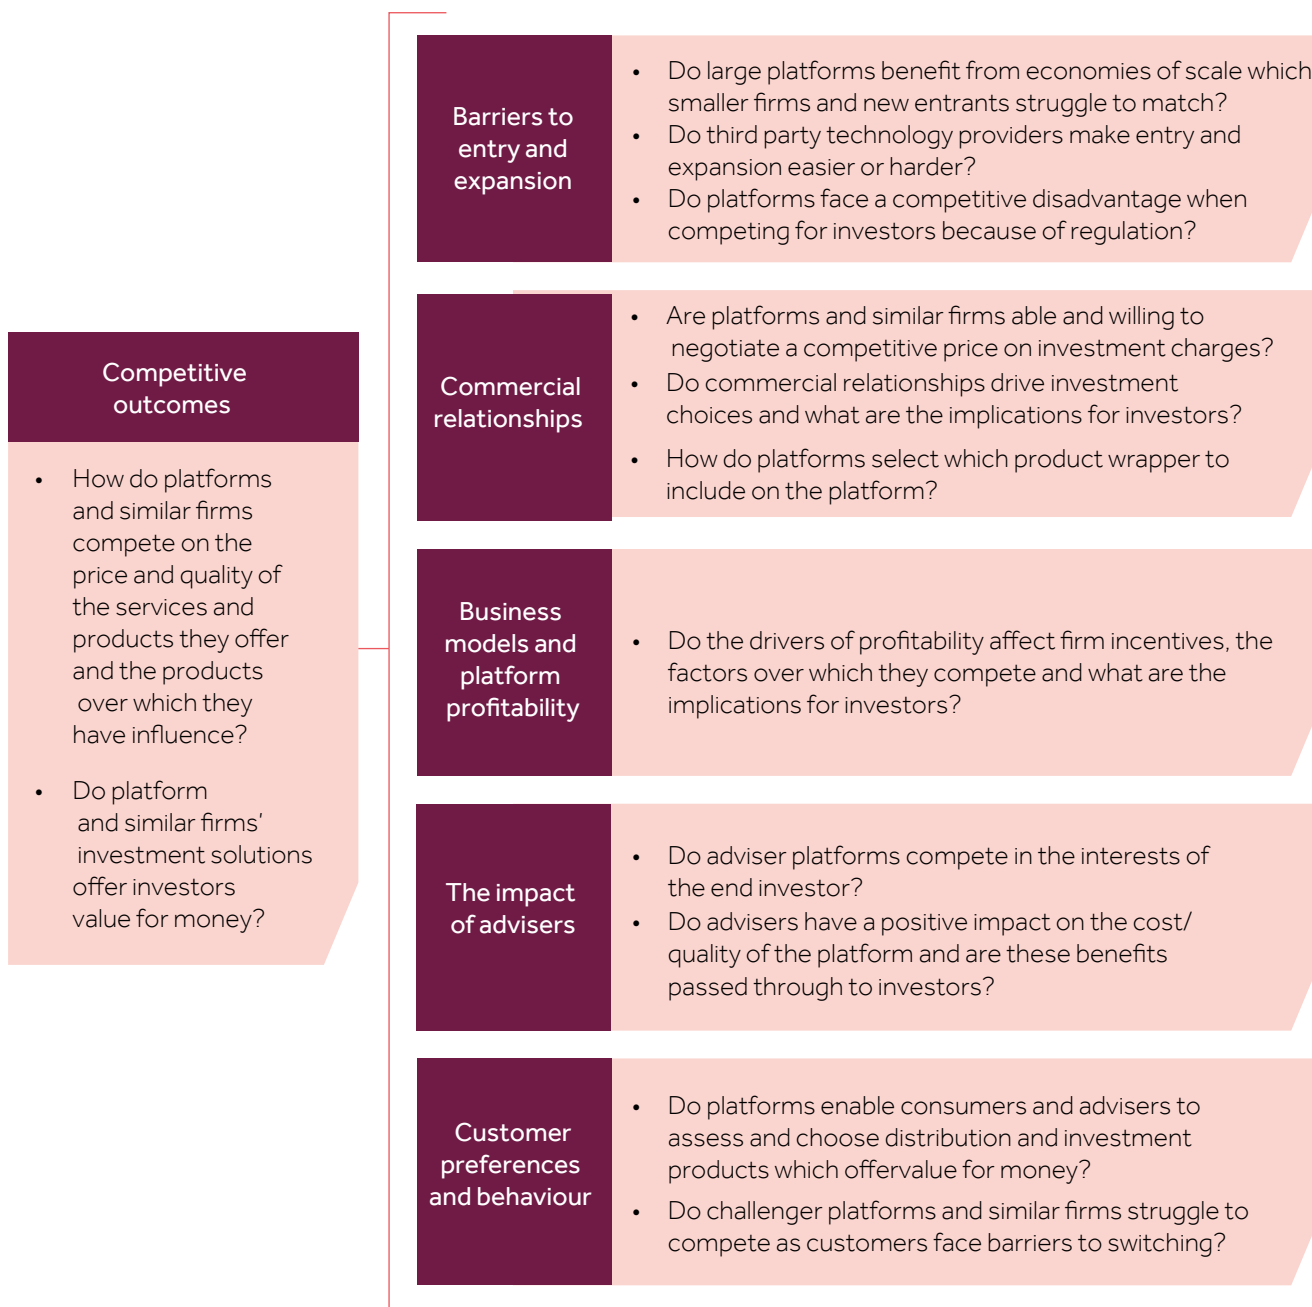 Competitive
outcomes
• How do platforms
and similar firms
compete on the
price and quality of
the services and
products they offer
and the products
over which they
have influence?
• Do platform
and similar firms'
investment solutions
offer investors
value for money?
Barriers to
entry and
expansion
• Do large platforms benefit from economies of scale which
smaller firms and new entrants struggle to match?
• Do third party technology providers make entry and
expansion easier or harder?
• Do platforms face a competitive disadvantage when
competing for investors because of regulation?
Commercial
relationships
• Are platforms and similar firms able and willing to
negotiate a competitive price on investment charges?
• Do commercial relationships drive investment
choices and what are the implications for investors?
• How do platforms select which product wrapper to
include on the platform?
Business
models and
platform
profitability
• Do the drivers of profitability affect firm incentives, the
factors over which they compete and what are the
implications for investors?
The impact
of advisers
• Do adviser platforms compete in the interests of
the end investor?
• Do advisers have a positive impact on the cost/
quality of the platform and are these benefits
passed through to investors?
Customer
preferences
and behaviour
• Do platforms enable consumers and advisers to
assess and choose distribution and investment
products which offervalue for money?
• Do challenger platforms and similar firms struggle to
compete as customers face barriers to switching?